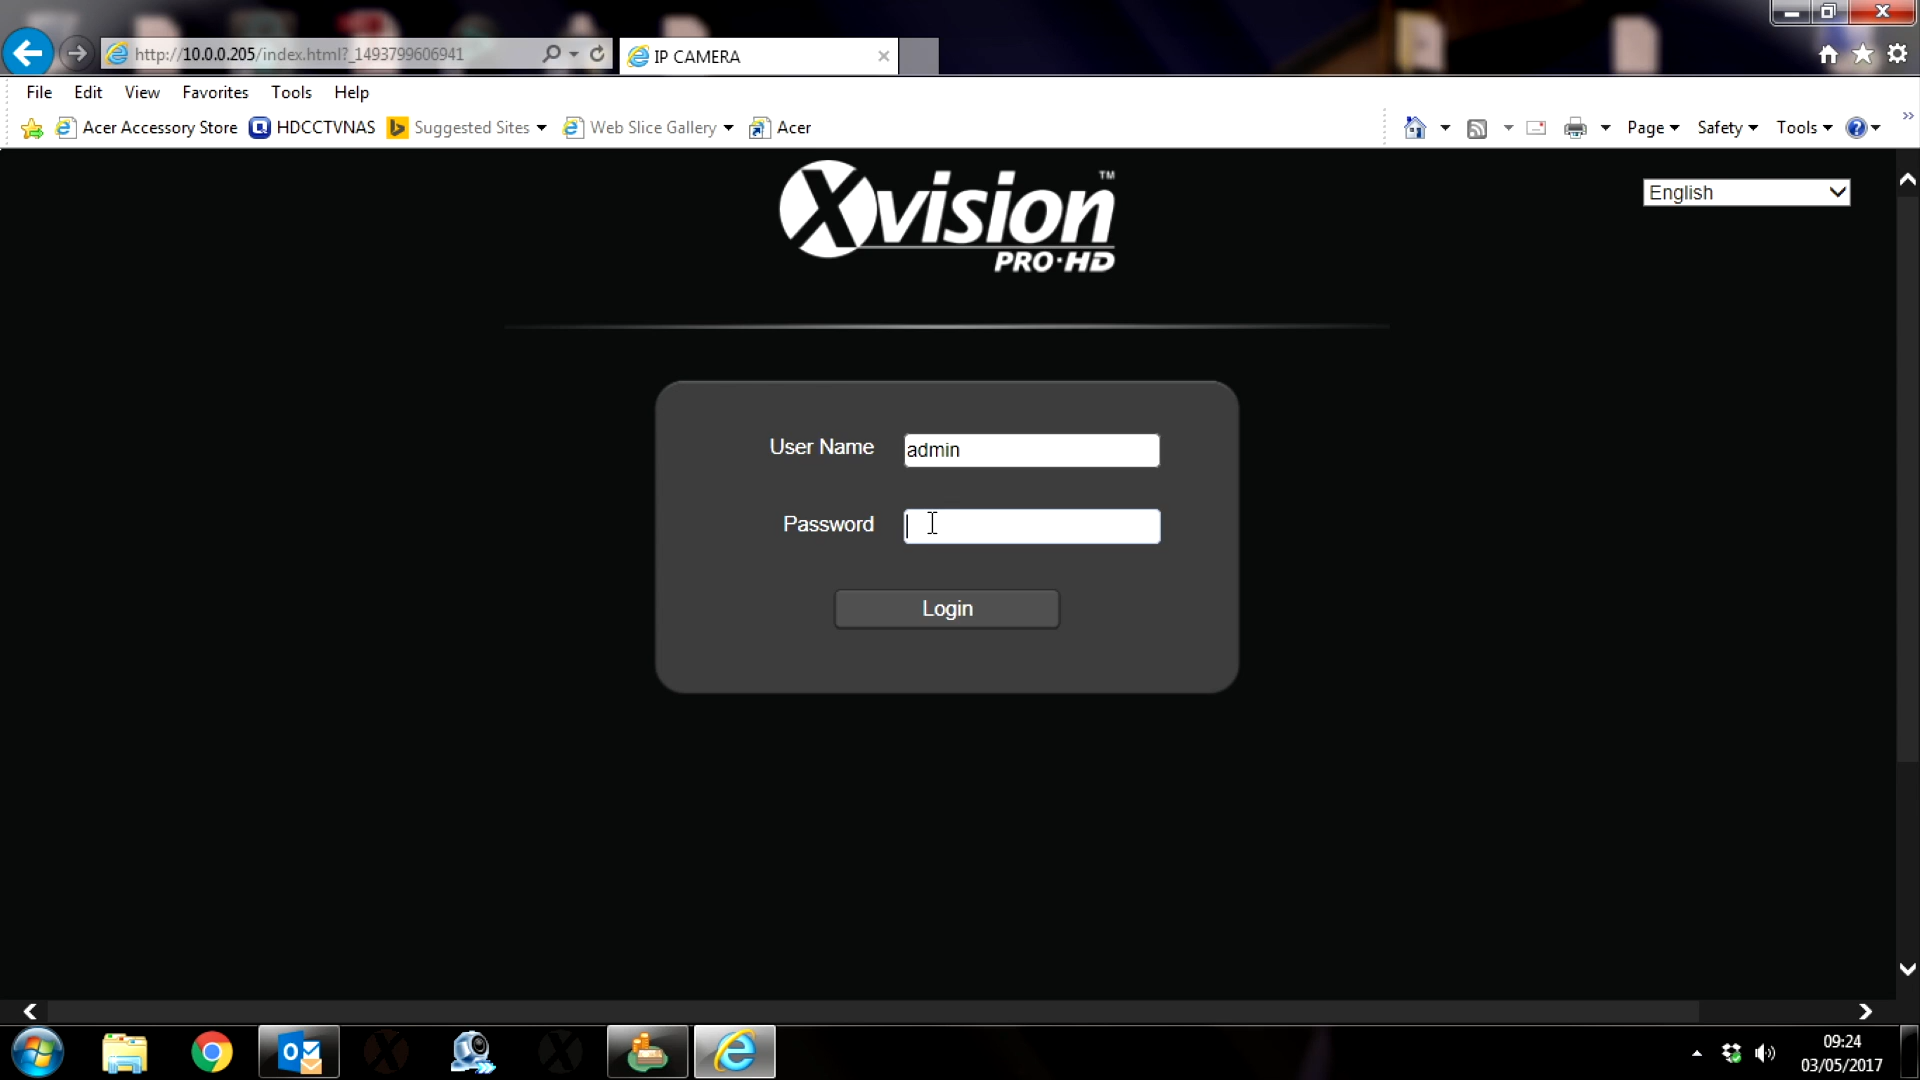 http://10.0.0.205/index.html?_1493799606941
IP CAMERA
File Edit View Favorites Tools Help
Acer Accessory Store HDCCTVNAS Suggested Sites Web Slice Gallery Acer Page Safety Tools
Xvision™
PRO·HD
English
User Name admin
Password
Login
09:24
03/05/2017